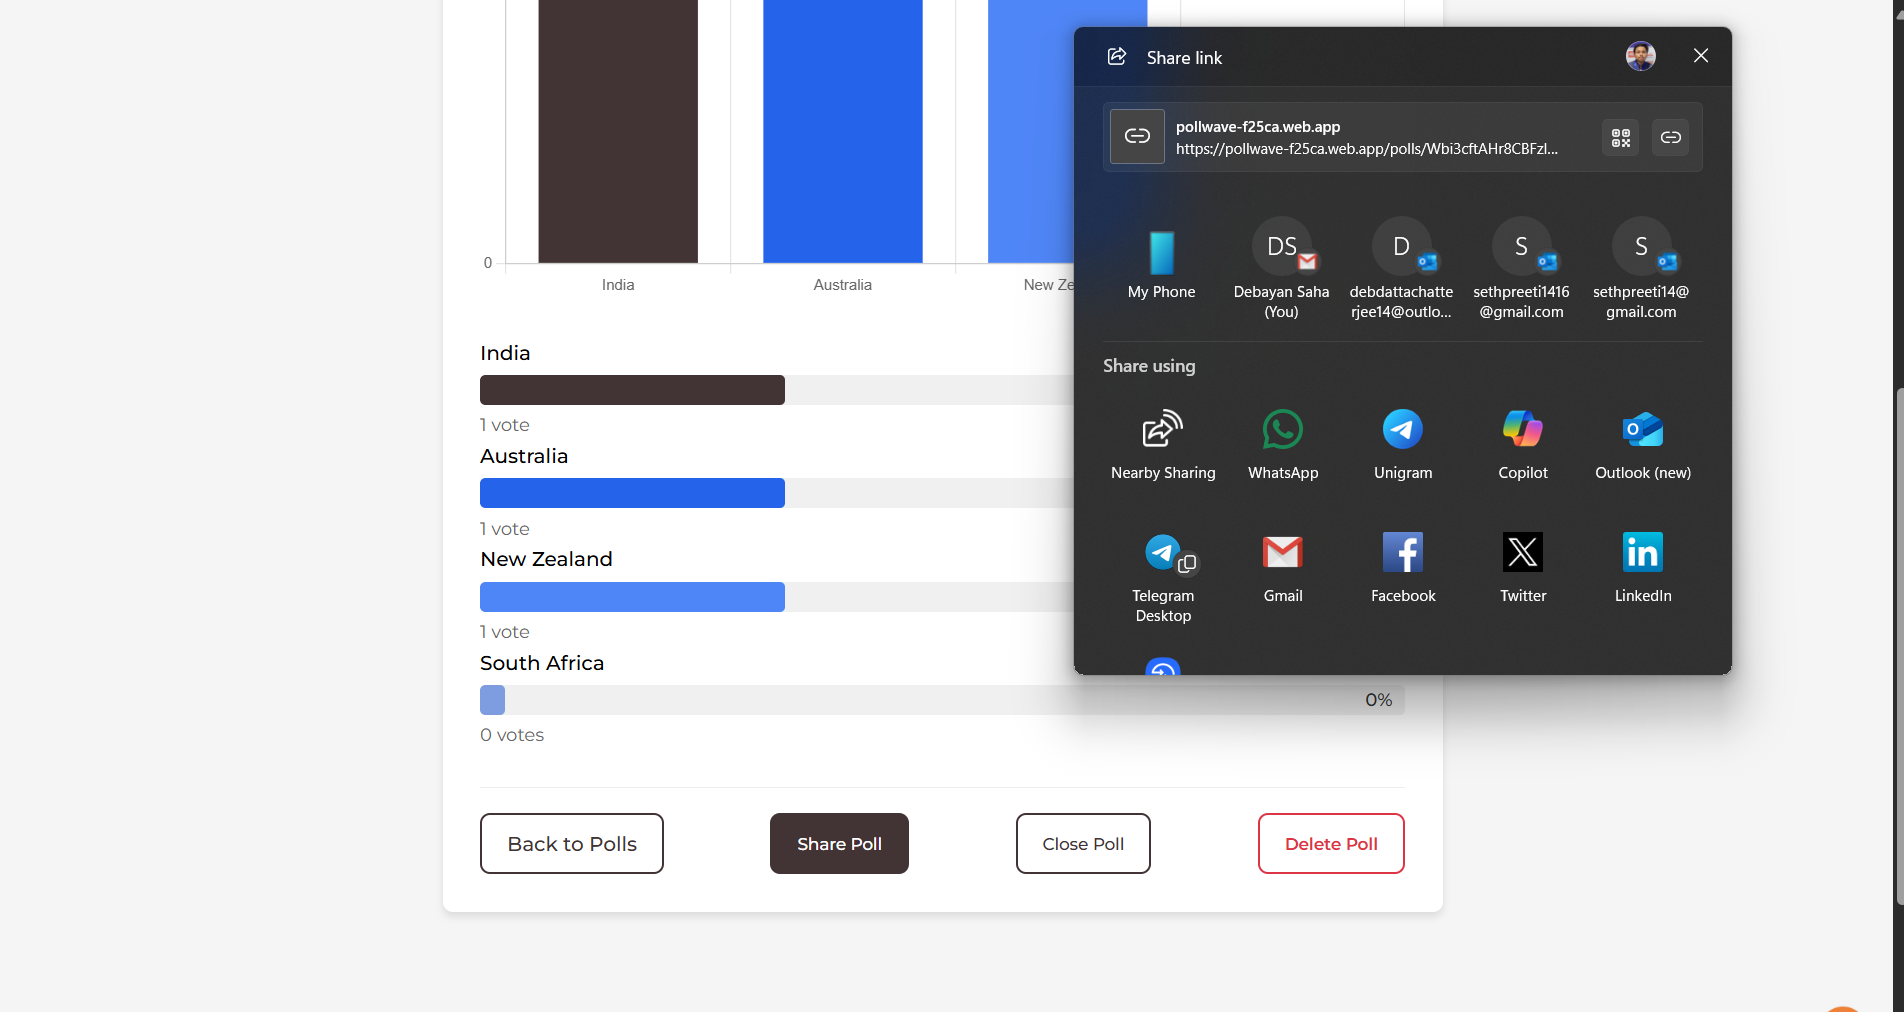 0
India
Australia
New Ze
India
1 vote
Australia
1 vote
New Zealand
1 vote
South Africa
0%
0 votes
Back to Polls
Share Poll
Close Poll
Delete Poll
Share link
pollwave-f25ca.web.app
https://pollwave-f25ca.web.app/polls/Wbi3cftAHr8CBFzl...
My Phone
DS
Debayan Saha
(You)
D
debdattachatte
rjee14@outlo...
S
sethpreeti1416
@gmail.com
S
sethpreeti14@
gmail.com
Share using
Nearby Sharing
WhatsApp
Unigram
Copilot
Outlook (new)
Telegram
Desktop
Gmail
Facebook
Twitter
LinkedIn